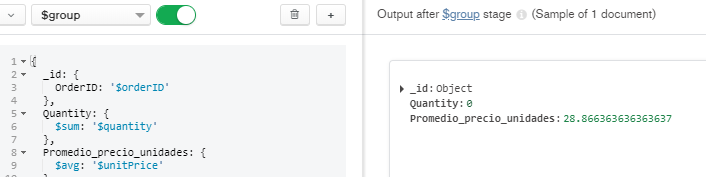 $group
+
Output after $group stage (Sample of 1 document)
1 {
2 _id: {
3 OrderID: '$orderID'
4 },
5 Quantity: {
6 $sum: '$quantity'
7 },
8 Promedio_precio_unidades: {
9 $avg: '$unitPrice'
_id: Object
Quantity: 0
Promedio_precio_unidades: 28.866363636363637